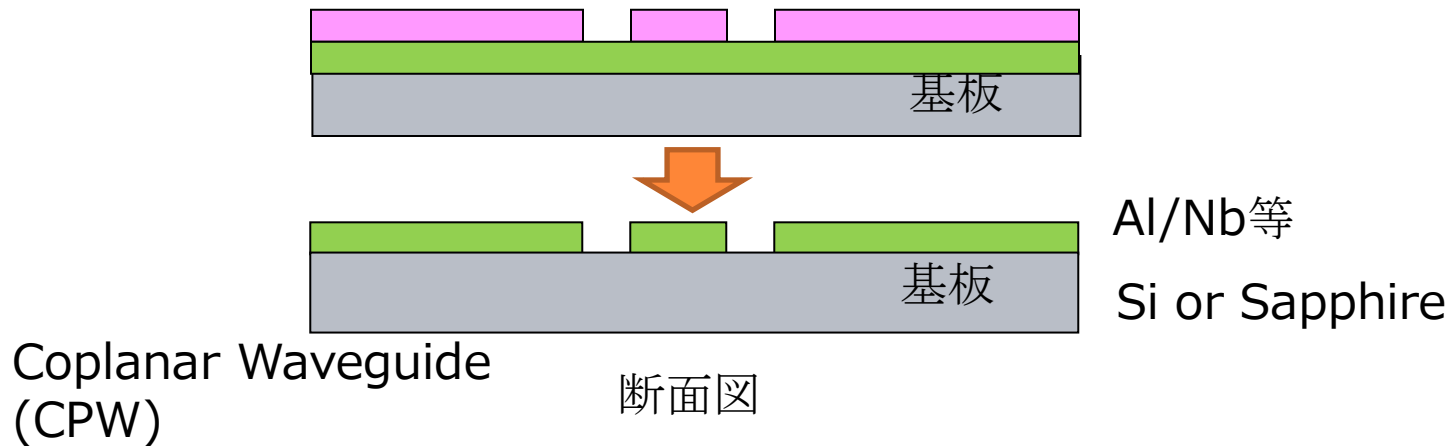 基板
Al/Nb等
基板
Si or Sapphire
Coplanar Waveguide
(CPW)
断面図